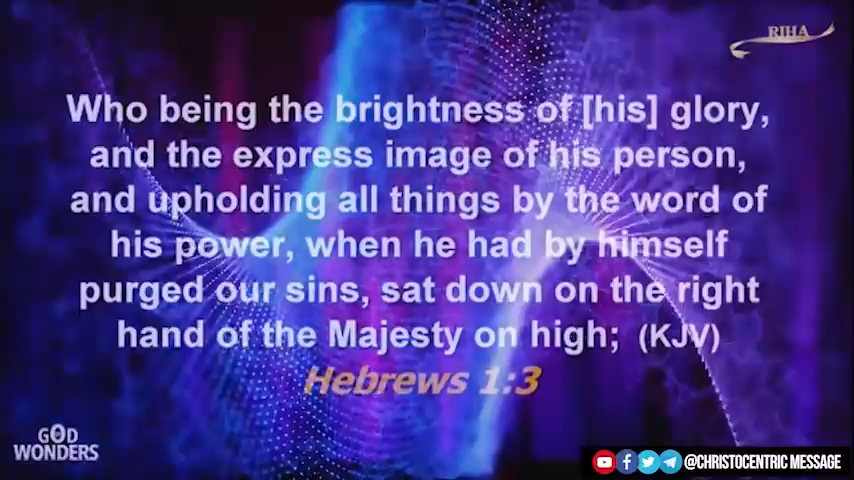 RIHA
Who being the brightness of [his] glory,
and the express image of his person,
and upholding all things by the word of
his power, when he had by himself
purged our sins, sat down on the right
hand of the Majesty on high; (KJV)
Hebrews 1:3
GOD
WONDERS
@CHRISTOCENTRIC MESSAGE